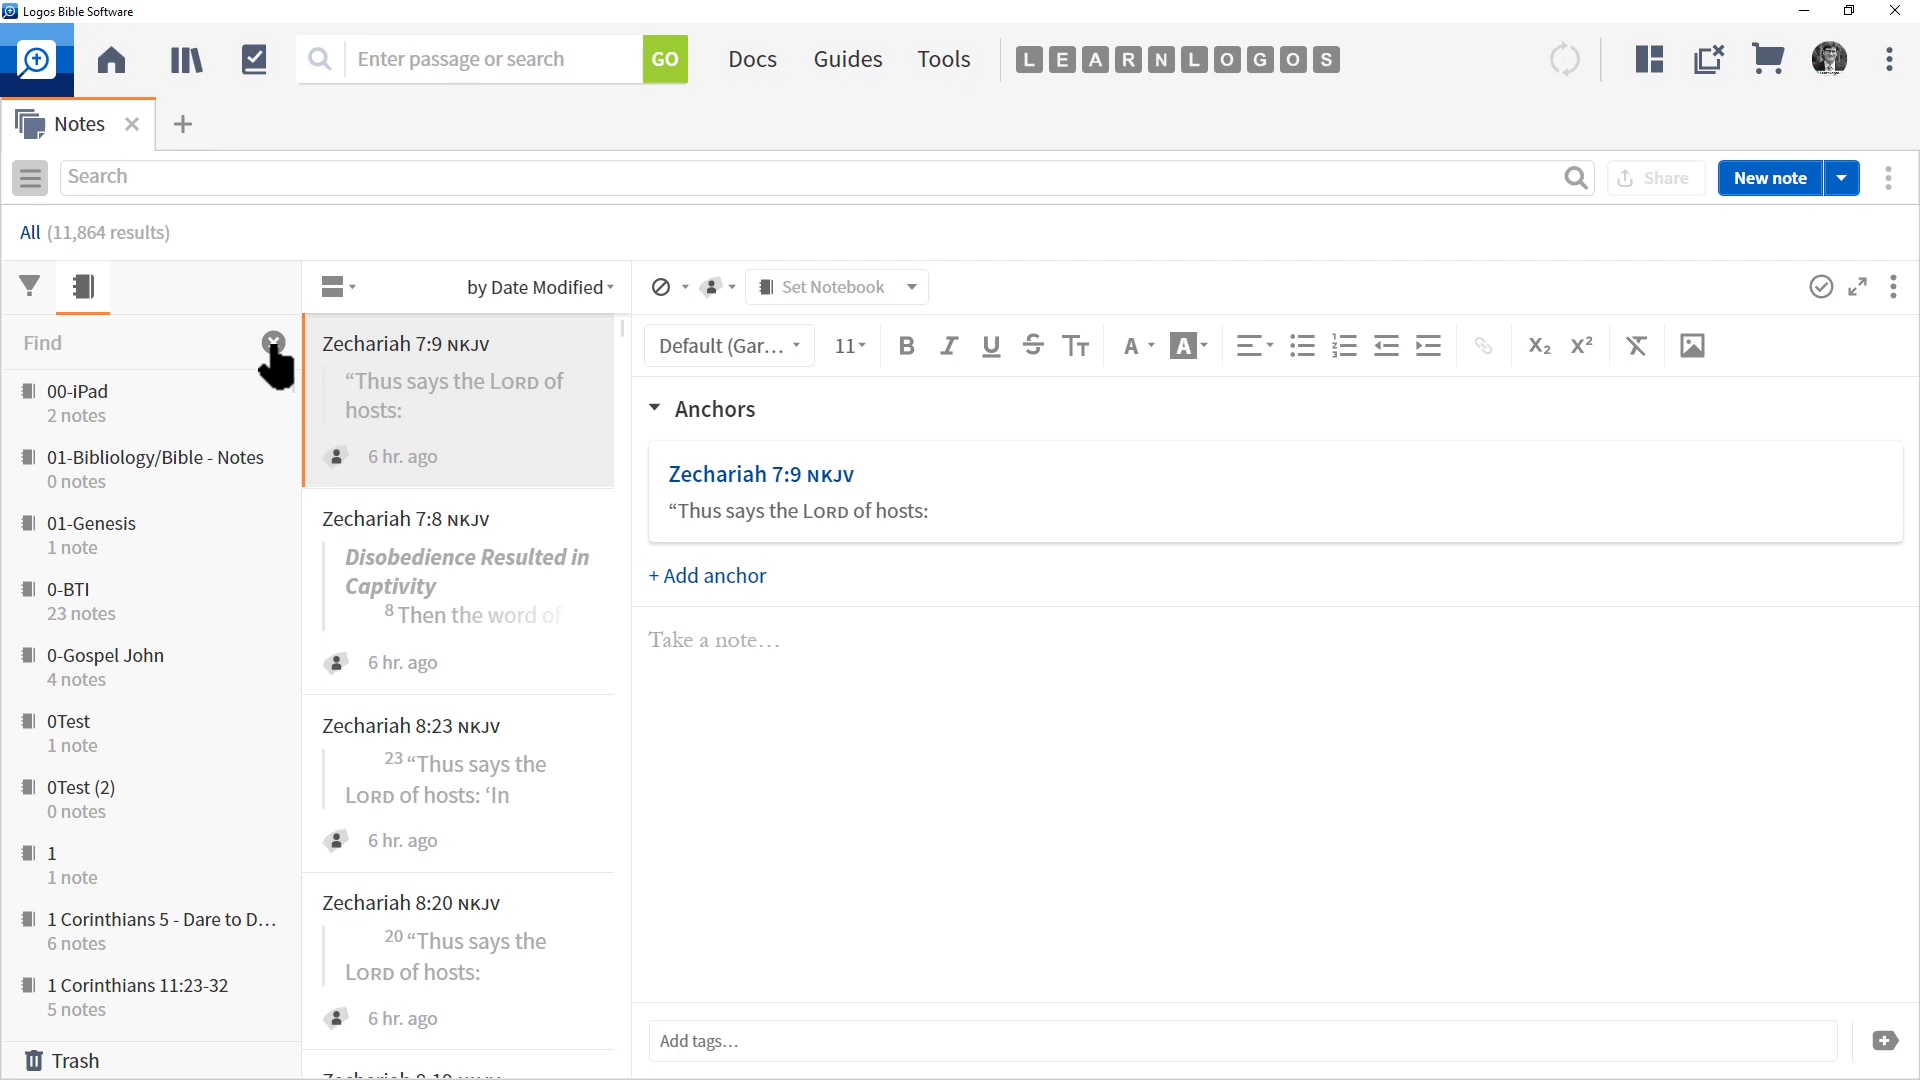 Logos Bible Software
Enter passage or search
GO
Docs
Guides
Tools
L E A R N L O G O S
Notes
Search
Share
New note
All (11,864 results)
by Date Modified
Set Notebook
Find
Default (Gar...
11
B I U S Tт A A X₂ X²
00-iPad
2 notes
01-Bibliology/Bible - Notes
0 notes
01-Genesis
1 note
0-BTI
23 notes
0-Gospel John
4 notes
0Test
1 note
0Test (2)
0 notes
1
1 note
1 Corinthians 5 - Dare to D...
6 notes
1 Corinthians 11:23-32
5 notes
Trash
Zechariah 7:9 NKJV
“Thus says the LORD of
hosts:
6 hr. ago
Zechariah 7:8 NKJV
Disobedience Resulted in
Captivity
8 Then the word of
6 hr. ago
Zechariah 8:23 NKJV
23 “Thus says the
LORD of hosts: ‘In
6 hr. ago
Zechariah 8:20 NKJV
20 “Thus says the
LORD of hosts:
6 hr. ago
Anchors
Zechariah 7:9 NKJV
“Thus says the LORD of hosts:
+ Add anchor
Take a note...
Add tags...